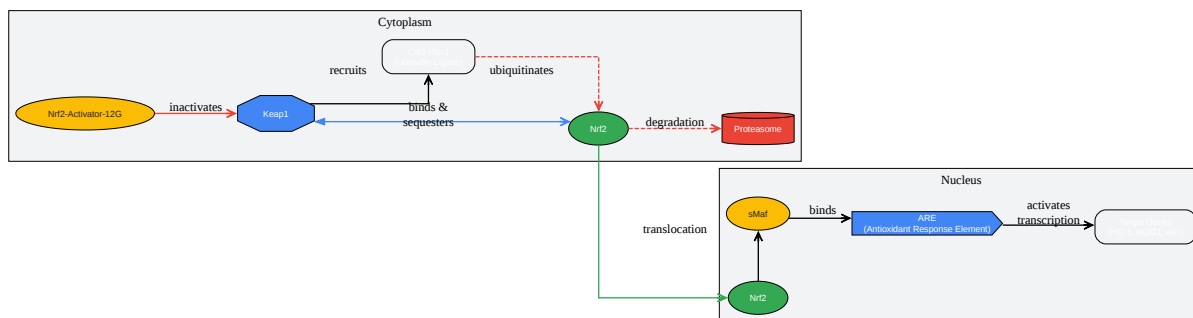 Cytoplasm
recruits
ubiquitinates
Nrf2-Activator-12G
inactivates
Keap1
binds &
sequesters
Nrf2
degradation
Proteasome
translocation
Nucleus
sMaf
binds
ARE
(Antioxidant Response Element)
activates
transcription
Nrf2